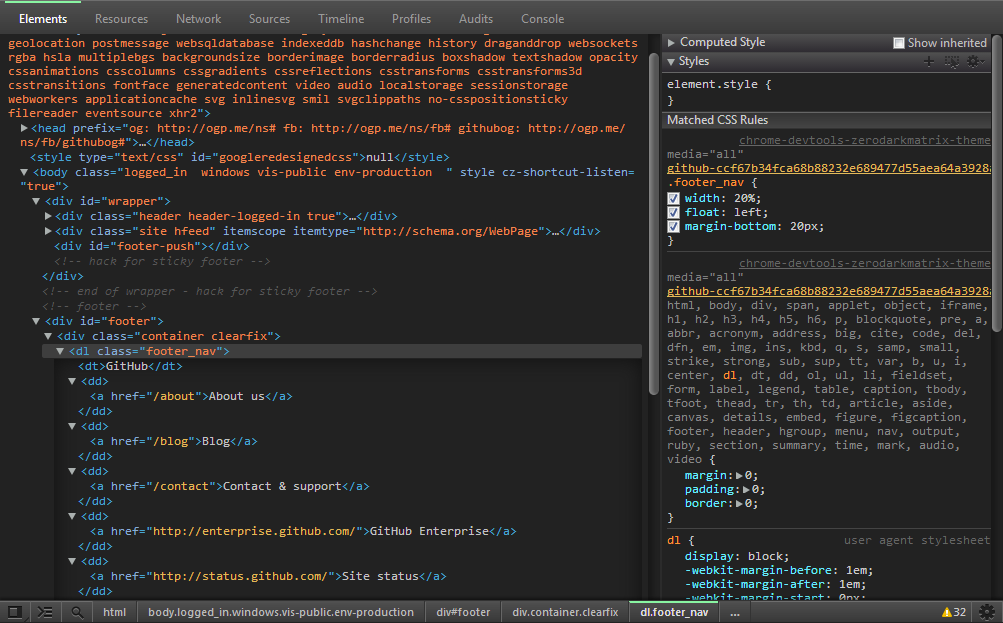 Elements Resources Network Sources Timeline Profiles Audits Console
geolocation postmessage websqldatabase indexeddb hashchange history draganddrop websockets
rgba hsla multiplebgs backgroundsize borderimage borderradius boxshadow textshadow opacity
cssanimations csscolumns cssgradients cssreflections csstransforms csstransforms3d
csstransitions fontface generatedcontent video audio localstorage sessionstorage
webworkers applicationcache svg inlinesvg smil svgclippaths no-csspositionsticky
filereader eventsource xhr2">
▶<head prefix="og: http://ogp.me/ns# fb: http://ogp.me/ns/fb# githubog: http://ogp.me/
ns/fb/githubog#">…</head>
<style type="text/css" id="googleredesignedcss">null</style>
▼<body class="logged_in  windows vis-public env-production  " style cz-shortcut-listen=
"true">
▼<div id="wrapper">
▶<div class="header header-logged-in true">…</div>
▶<div class="site hfeed" itemscope itemtype="http://schema.org/WebPage">…</div>
<div id="footer-push"></div>
<!-- hack for sticky footer -->
</div>
<!-- end of wrapper - hack for sticky footer -->
<!-- footer -->
▼<div id="footer">
▼<div class="container clearfix">
▼<dl class="footer_nav">
<dt>GitHub</dt>
▼<dd>
<a href="/about">About us</a>
</dd>
▼<dd>
<a href="/blog">Blog</a>
</dd>
▼<dd>
<a href="/contact">Contact & support</a>
</dd>
▼<dd>
<a href="http://enterprise.github.com/">GitHub Enterprise</a>
</dd>
▼<dd>
<a href="http://status.github.com/">Site status</a>
</dd>
▶ Computed Style Show inherited
▼ Styles
element.style {
}
Matched CSS Rules
chrome-devtools-zerodarkmatrix-theme
media="all"
github-ccf67b34fca68b88232e689477d55aea64a3928
.footer_nav {
width: 20%;
float: left;
margin-bottom: 20px;
}
chrome-devtools-zerodarkmatrix-theme
media="all"
github-ccf67b34fca68b88232e689477d55aea64a3928
html, body, div, span, applet, object, iframe,
h1, h2, h3, h4, h5, h6, p, blockquote, pre, a,
abbr, acronym, address, big, cite, code, del,
dfn, em, img, ins, kbd, q, s, samp, small,
strike, strong, sub, sup, tt, var, b, u, i,
center, dl, dt, dd, ol, ul, li, fieldset,
form, label, legend, table, caption, tbody,
tfoot, thead, tr, th, td, article, aside,
canvas, details, embed, figure, figcaption,
footer, header, hgroup, menu, nav, output,
ruby, section, summary, time, mark, audio,
video {
margin:▶0;
padding:▶0;
border:▶0;
}
dl { user agent stylesheet
display: block;
-webkit-margin-before: 1em;
-webkit-margin-after: 1em;
-webkit-margin-start: 0px;
html body.logged_in.windows.vis-public.env-production div#footer div.container.clearfix dl.footer_nav ... 32